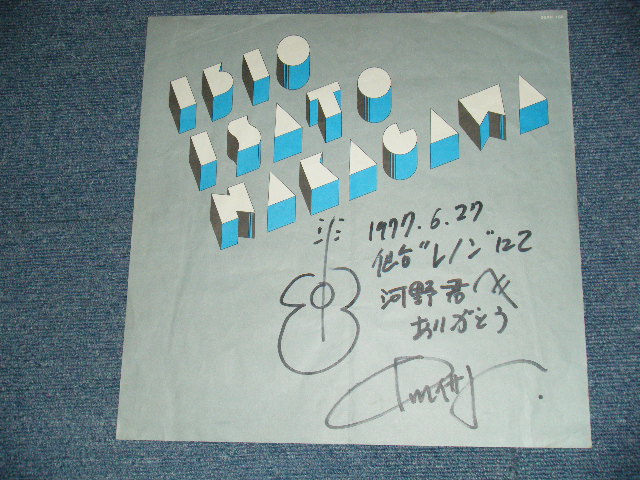 IBIO
ISATO
NAKAGAWA
1977.6.27
仙台"レノン"にて
河野君へ
ありがとう